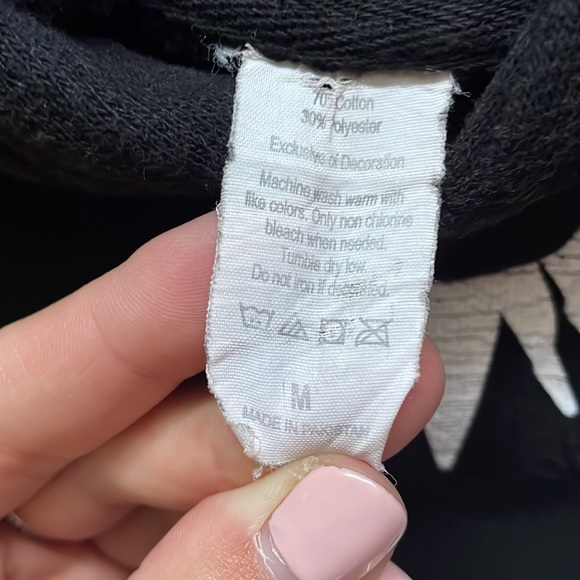 70% Cotton
30% Polyester
Exclusive of Decoration
Machine wash warm with
like colors. Only non chlorine
bleach when needed.
Tumble dry low.
Do not iron if decorated.
M
MADE IN PAKISTAN